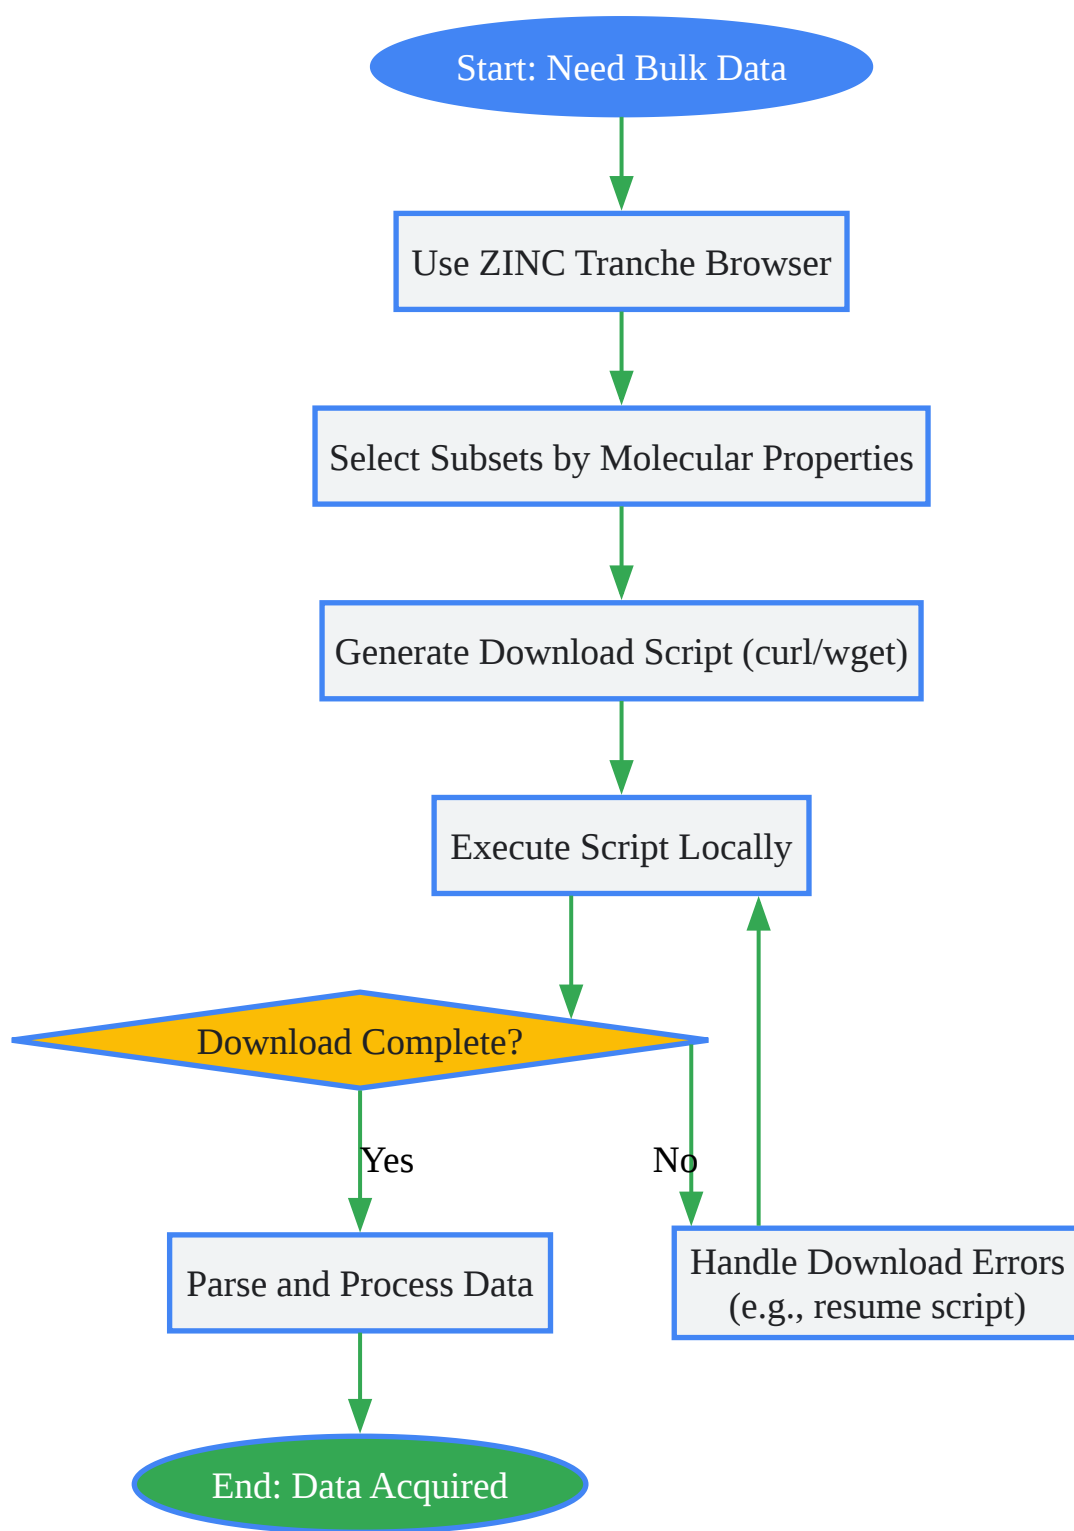 Start: Need Bulk Data
Use ZINC Tranche Browser
Select Subsets by Molecular Properties
Generate Download Script (curl/wget)
Execute Script Locally
Download Complete?
Yes
No
Parse and Process Data
Handle Download Errors
(e.g., resume script)
End: Data Acquired